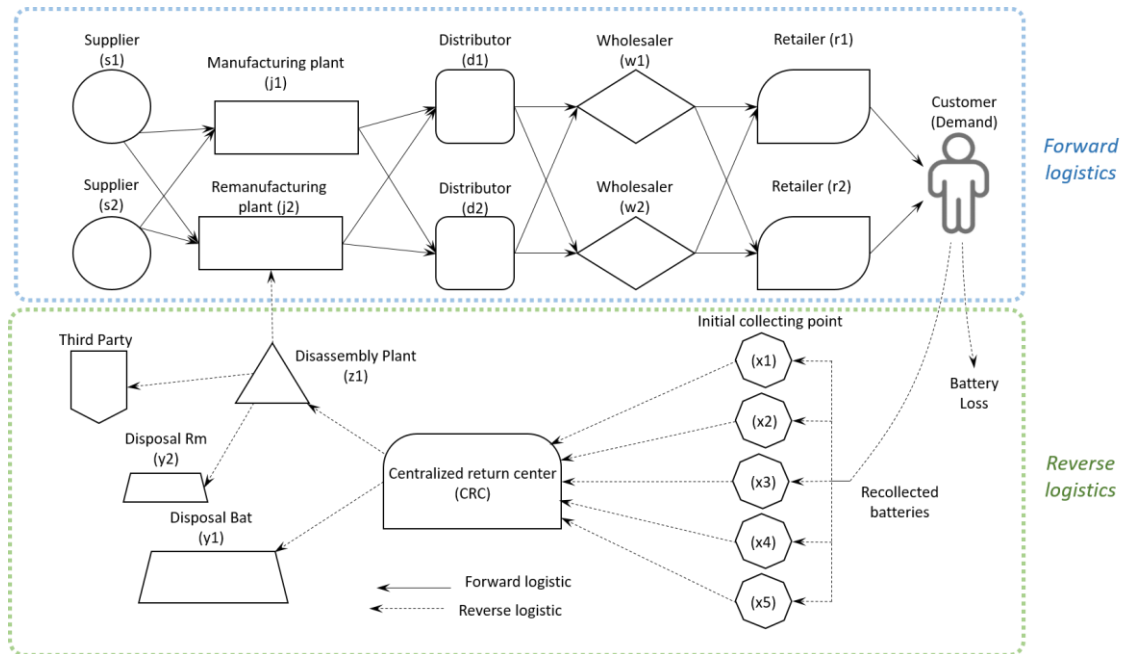 Supplier
(s1)
Manufacturing plant
(j1)
Distributor
(d1)
Wholesaler
(w1)
Retailer (r1)
Customer
(Demand)
Forward
logistics
Supplier
(s2)
Remanufacturing
plant (j2)
Distributor
(d2)
Wholesaler
(w2)
Retailer (r2)
Third Party
Disassembly Plant
(z1)
Initial collecting point
(x1)
(x2)
(x3)
(x4)
(x5)
Battery
Loss
Disposal Rm
(y2)
Disposal Bat
(y1)
Centralized return center
(CRC)
Recollected
batteries
Reverse
logistics
Forward logistic
Reverse logistic